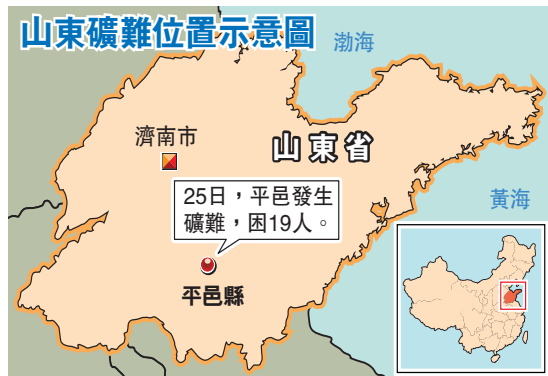 山東礦難位置示意圖
渤海
濟南市
山東省
25日，平邑發生
礦難，困19人。
黃海
平邑縣